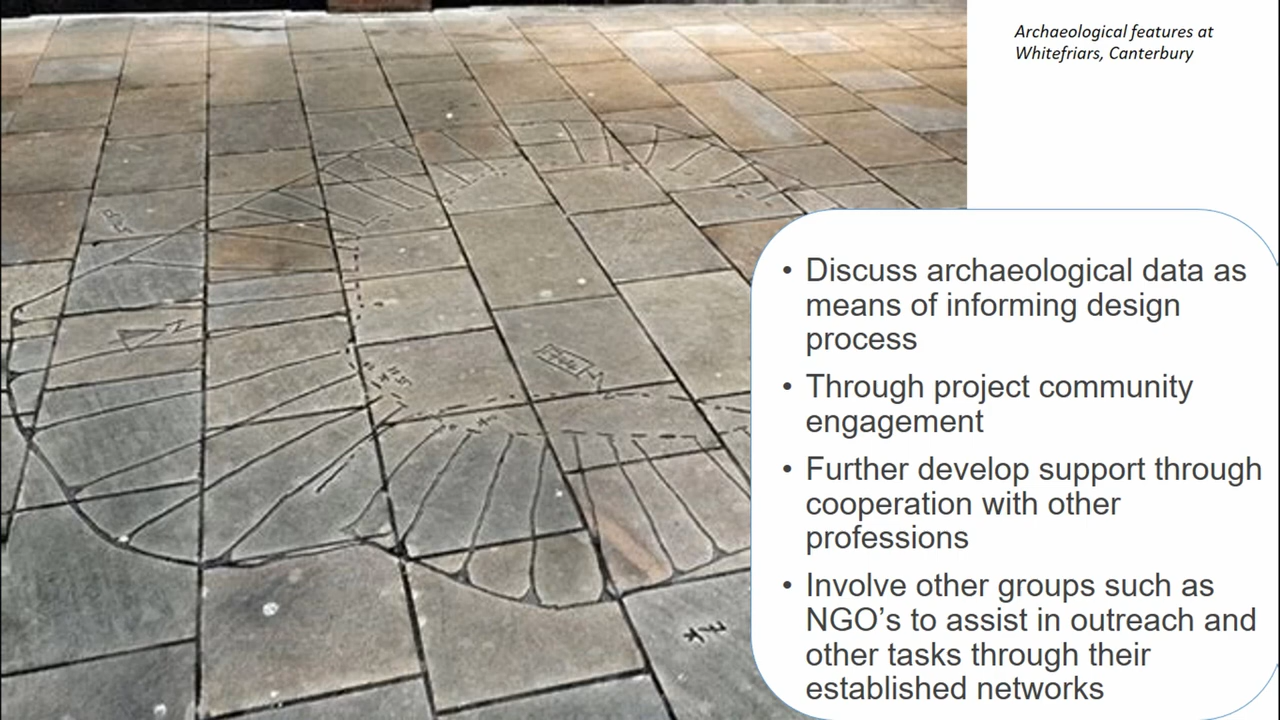 Archaeological features at
Whitefriars, Canterbury
• Discuss archaeological data as
means of informing design
process
• Through project community
engagement
• Further develop support through
cooperation with other
professions
• Involve other groups such as
NGO’s to assist in outreach and
other tasks through their
established networks